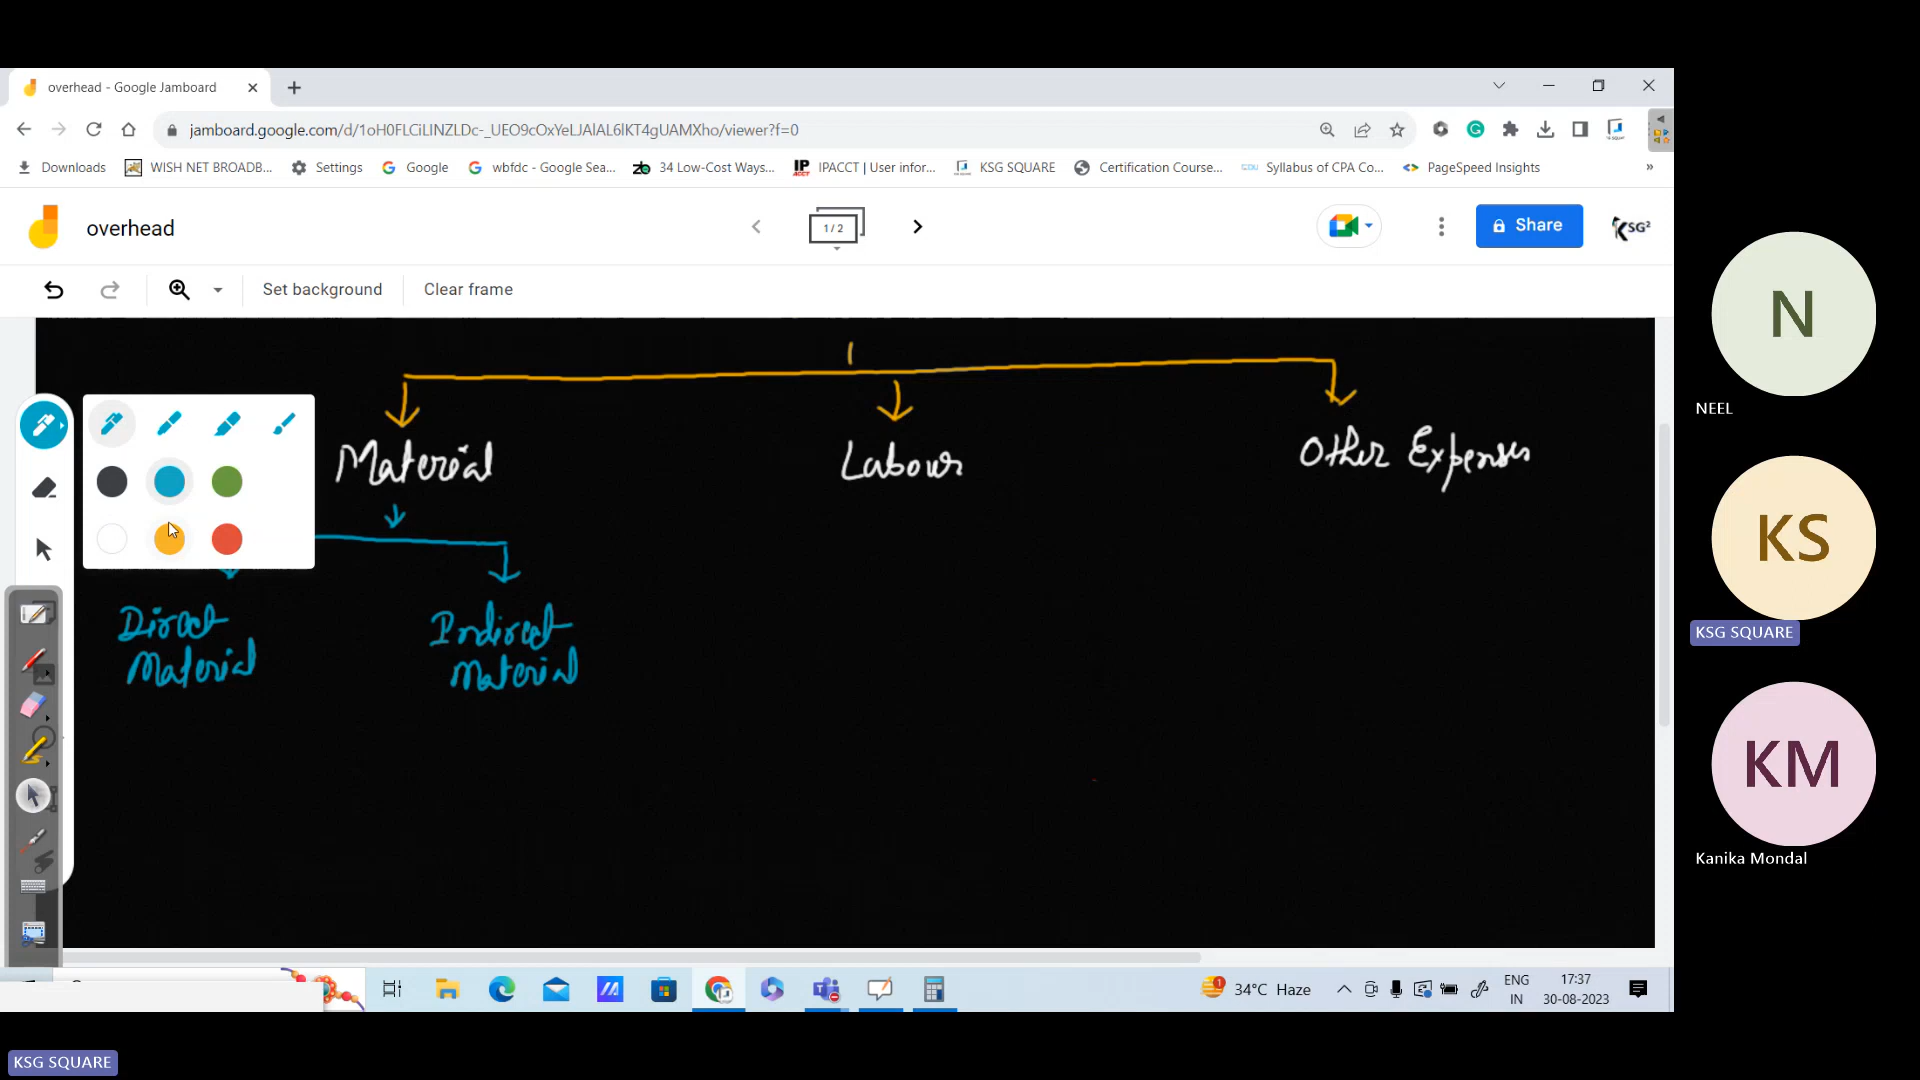 overhead - Google Jamboard
jamboard.google.com/d/1oH0FLCiLINZLDc-_UEO9cOxYeLJAlAL6lKT4gUAMXho/viewer?f=0
Downloads WISH NET BROADB... Settings Google wbfdc - Google Sea... 34 Low-Cost Ways... IPACCT | User infor... KSG SQUARE Certification Course... Syllabus of CPA Co... PageSpeed Insights »
overhead 1 / 2 Share KSG²
Set background Clear frame
Material Labour Other Expenses
Direct Indirect
Material Material
N
NEEL
KS
KSG SQUARE
KM
Kanika Mondal
1 34°C Haze ENG 17:37
IN 30-08-2023
KSG SQUARE